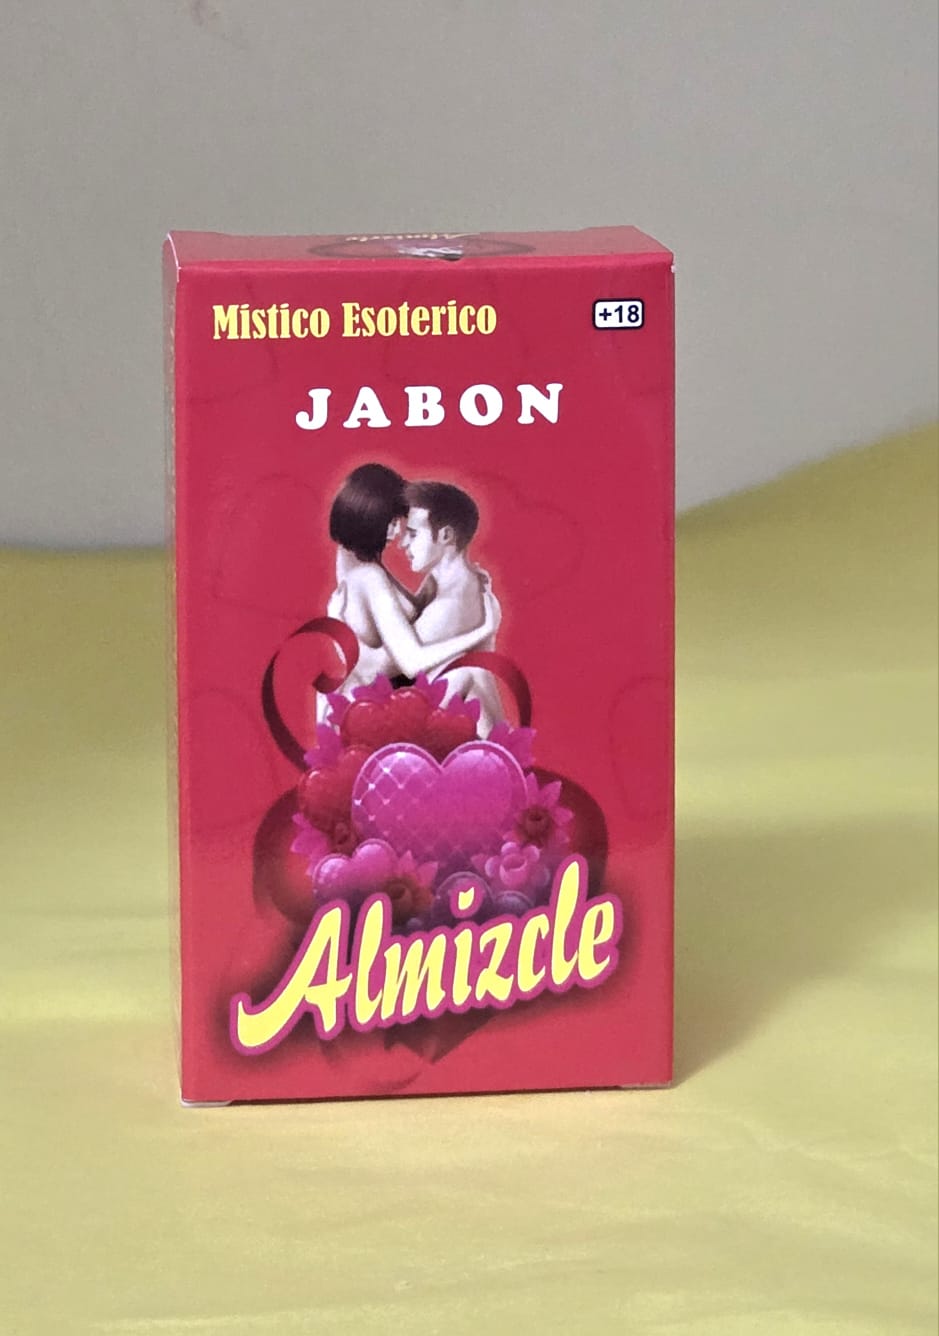 Mistico Esoterico
+18
JABON
Almizcle